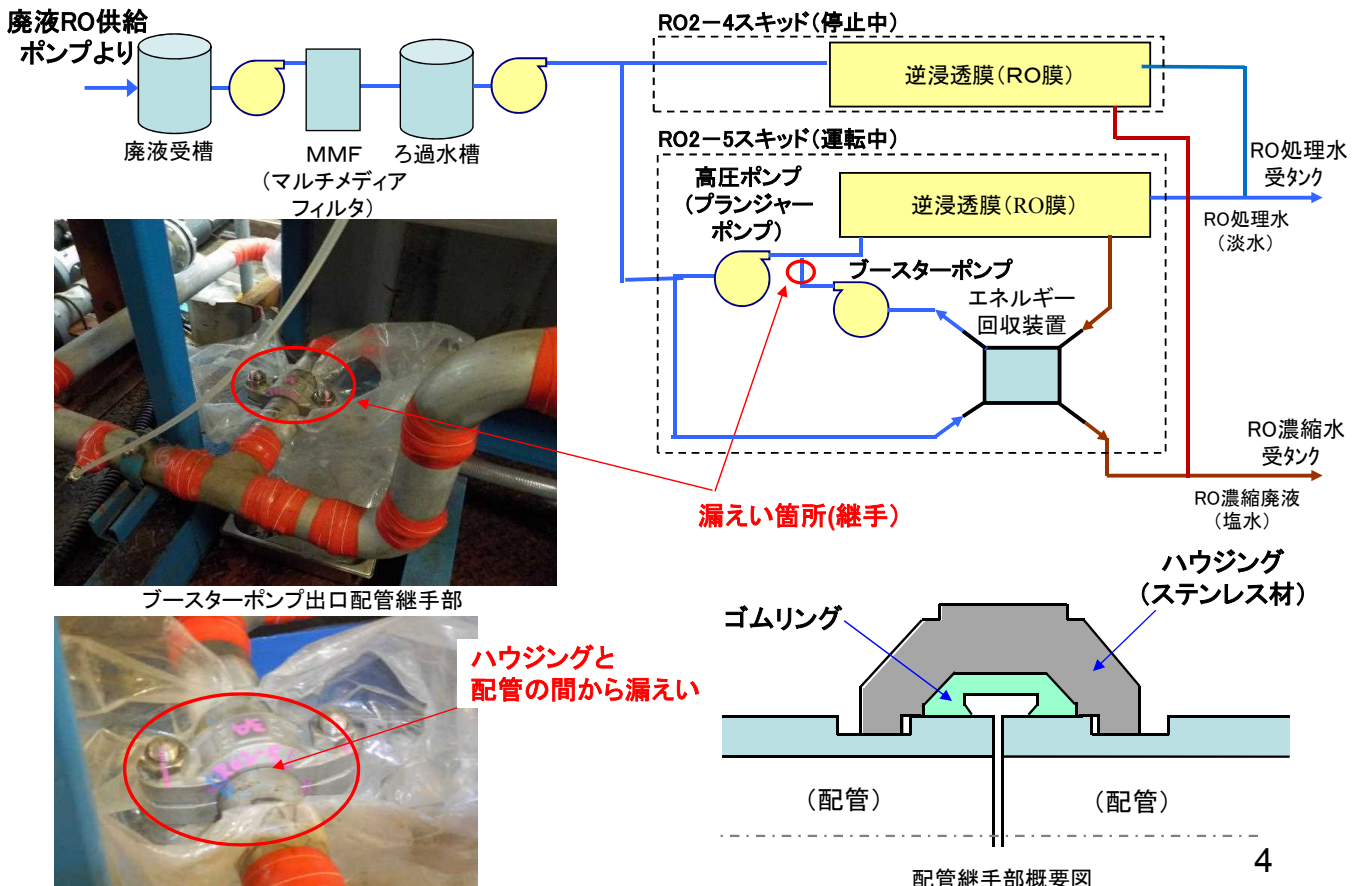 廃液RO供給
ポンプより
廃液受槽
MMF
(マルチメディア
フィルタ)
ろ過水槽
RO2-4スキッド(停止中)
逆浸透膜(RO膜)
RO2-5スキッド(運転中)
高圧ポンプ
(プランジャー
ポンプ)
逆浸透膜(RO膜)
ブースターポンプ
エネルギー
回収装置
RO処理水
受タンク
RO処理水
(淡水)
RO濃縮水
受タンク
RO濃縮廃液
(塩水)
漏えい箇所(継手)
ブースターポンプ出口配管継手部
ハウジングと
配管の間から漏えい
ハウジング
(ステンレス材)
ゴムリング
(配管)
(配管)
配管継手部概要図
4